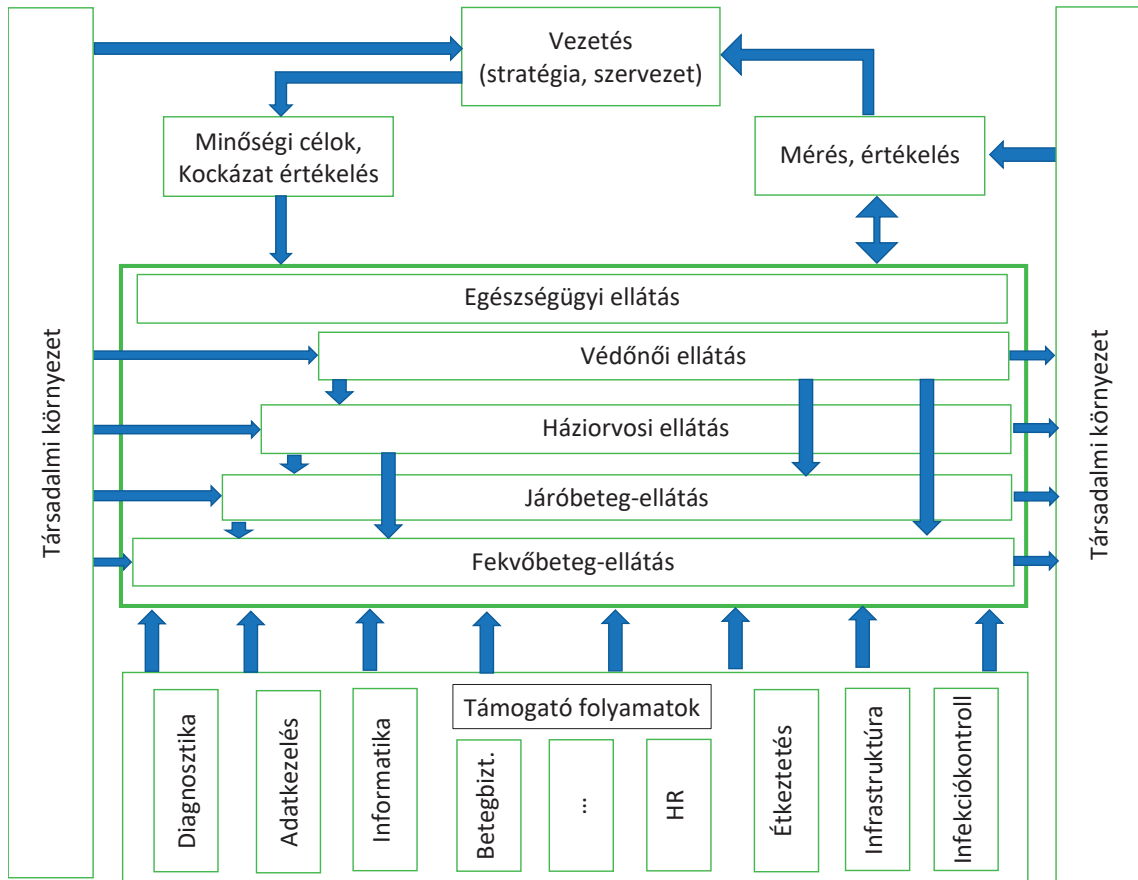 Vezetés
(stratégia, szervezet)
Minőségi célok,
Kockázat értékelés
Mérés, értékelés
Társadalmi környezet
Egészségügyi ellátás
Védőnői ellátás
Háziorvosi ellátás
Járóbeteg-ellátás
Fekvőbeteg-ellátás
Társadalmi környezet
Támogató folyamatok
Diagnosztika
Adatkezelés
Informatika
Betegbizt.
...
HR
Étkeztetés
Infrastruktúra
Infekciókontroll